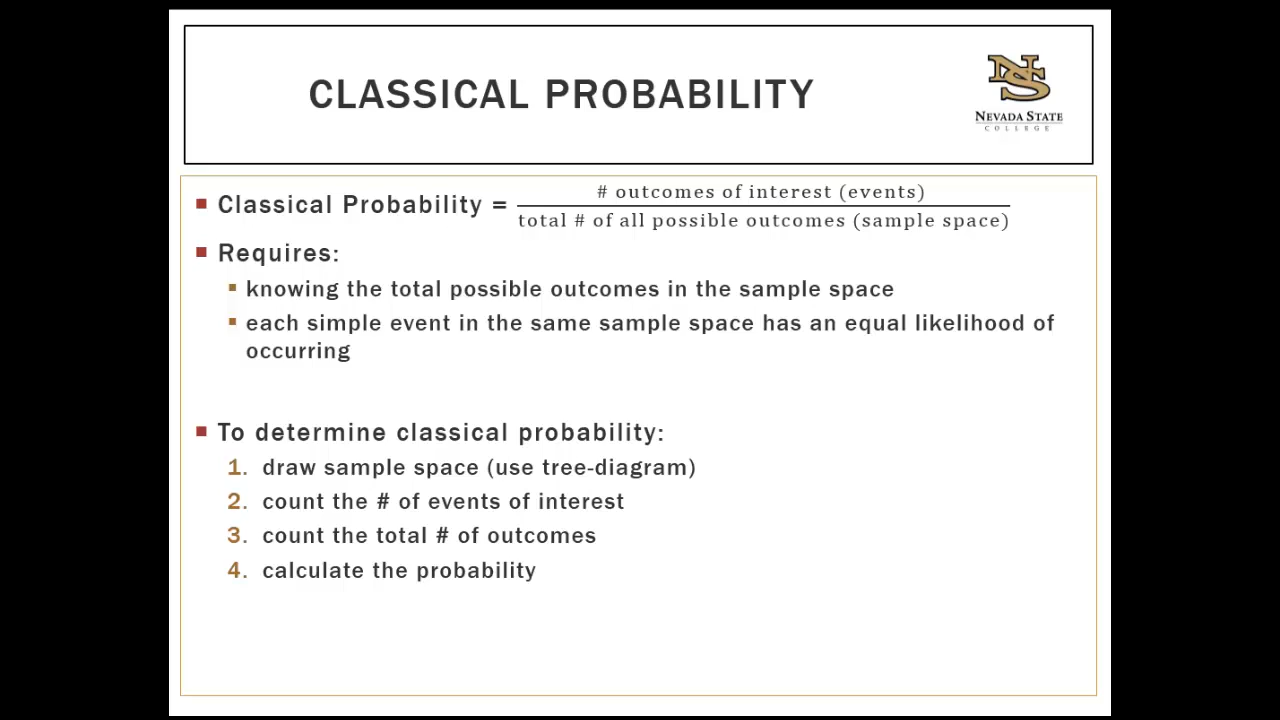 CLASSICAL PROBABILITY
NS
NEVADA STATE
COLLEGE
▪ Classical Probability = # outcomes of interest (events)
total # of all possible outcomes (sample space)
▪ Requires:
▪ knowing the total possible outcomes in the sample space
▪ each simple event in the same sample space has an equal likelihood of
occurring
▪ To determine classical probability:
1. draw sample space (use tree-diagram)
2. count the # of events of interest
3. count the total # of outcomes
4. calculate the probability